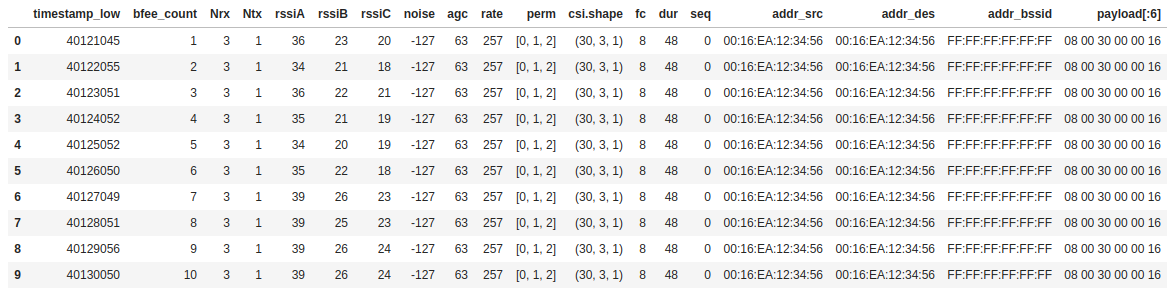 timestamp_low bfee_count Nrx Ntx rssiA rssiB rssiC noise agc rate perm csi.shape fc dur seq addr_src addr_des addr_bssid payload[:6]
0 40121045 1 3 1 36 23 20 -127 63 257 [0, 1, 2] (30, 3, 1) 8 48 0 00:16:EA:12:34:56 00:16:EA:12:34:56 FF:FF:FF:FF:FF:FF 08 00 30 00 00 16
1 40122055 2 3 1 34 21 18 -127 63 257 [0, 1, 2] (30, 3, 1) 8 48 0 00:16:EA:12:34:56 00:16:EA:12:34:56 FF:FF:FF:FF:FF:FF 08 00 30 00 00 16
2 40123051 3 3 1 36 22 21 -127 63 257 [0, 1, 2] (30, 3, 1) 8 48 0 00:16:EA:12:34:56 00:16:EA:12:34:56 FF:FF:FF:FF:FF:FF 08 00 30 00 00 16
3 40124052 4 3 1 35 21 19 -127 63 257 [0, 1, 2] (30, 3, 1) 8 48 0 00:16:EA:12:34:56 00:16:EA:12:34:56 FF:FF:FF:FF:FF:FF 08 00 30 00 00 16
4 40125052 5 3 1 34 20 19 -127 63 257 [0, 1, 2] (30, 3, 1) 8 48 0 00:16:EA:12:34:56 00:16:EA:12:34:56 FF:FF:FF:FF:FF:FF 08 00 30 00 00 16
5 40126050 6 3 1 35 22 18 -127 63 257 [0, 1, 2] (30, 3, 1) 8 48 0 00:16:EA:12:34:56 00:16:EA:12:34:56 FF:FF:FF:FF:FF:FF 08 00 30 00 00 16
6 40127049 7 3 1 39 26 23 -127 63 257 [0, 1, 2] (30, 3, 1) 8 48 0 00:16:EA:12:34:56 00:16:EA:12:34:56 FF:FF:FF:FF:FF:FF 08 00 30 00 00 16
7 40128051 8 3 1 39 25 23 -127 63 257 [0, 1, 2] (30, 3, 1) 8 48 0 00:16:EA:12:34:56 00:16:EA:12:34:56 FF:FF:FF:FF:FF:FF 08 00 30 00 00 16
8 40129056 9 3 1 39 26 24 -127 63 257 [0, 1, 2] (30, 3, 1) 8 48 0 00:16:EA:12:34:56 00:16:EA:12:34:56 FF:FF:FF:FF:FF:FF 08 00 30 00 00 16
9 40130050 10 3 1 39 26 24 -127 63 257 [0, 1, 2] (30, 3, 1) 8 48 0 00:16:EA:12:34:56 00:16:EA:12:34:56 FF:FF:FF:FF:FF:FF 08 00 30 00 00 16